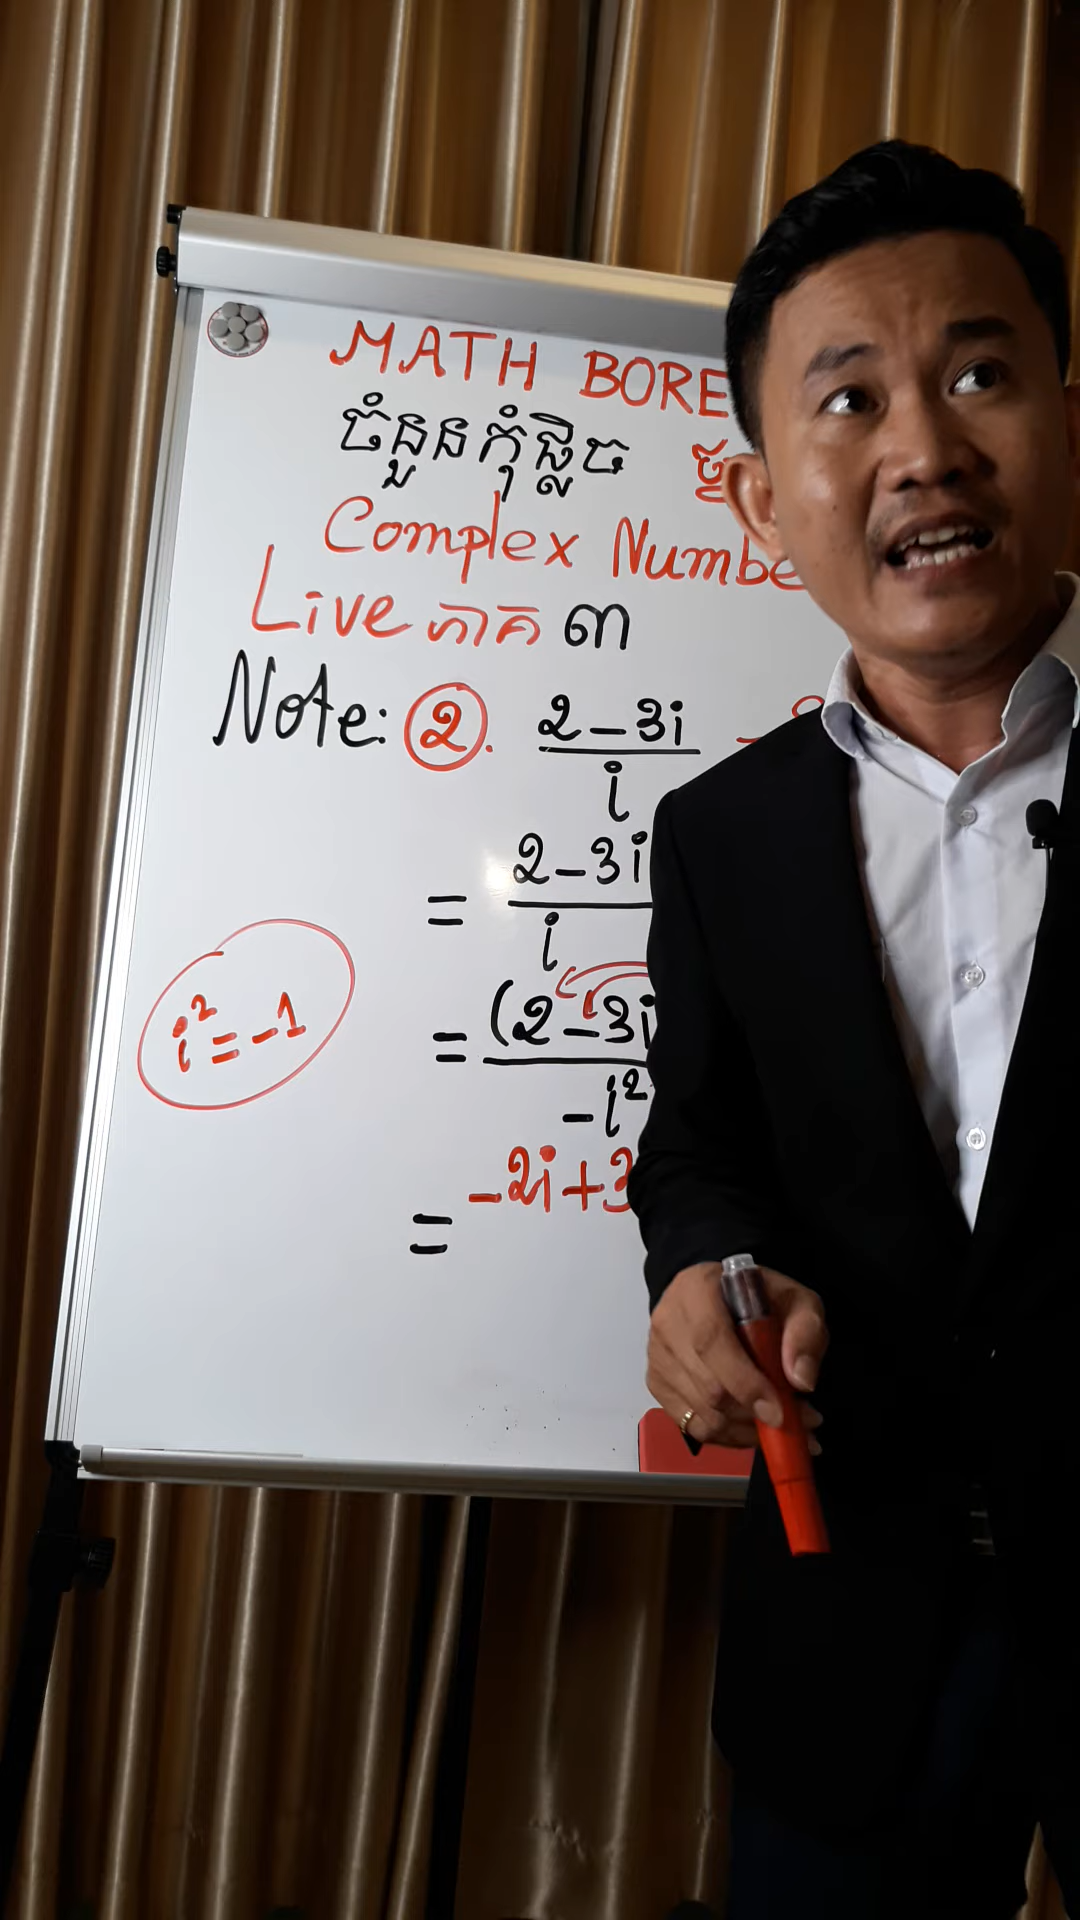 MATH BORE
ចំនួនកុំផ្លិច
Complex Numbe
Live ភាគ ៣
Note: 2. 2-3i / i
= 2-3i / i
i² = -1
= (2-3i / -i²
= -2i+3